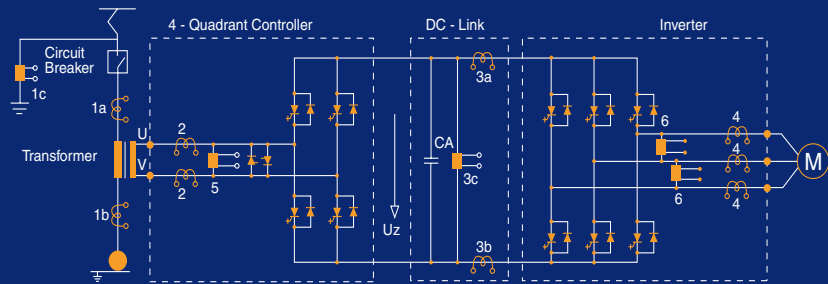 4 - Quadrant Controller
DC - Link
Inverter
Circuit
Breaker
1c
1a
U
2
Transformer
V
2
5
1b
Uz
3a
CA
3c
3b
6
6
4
4
4
M